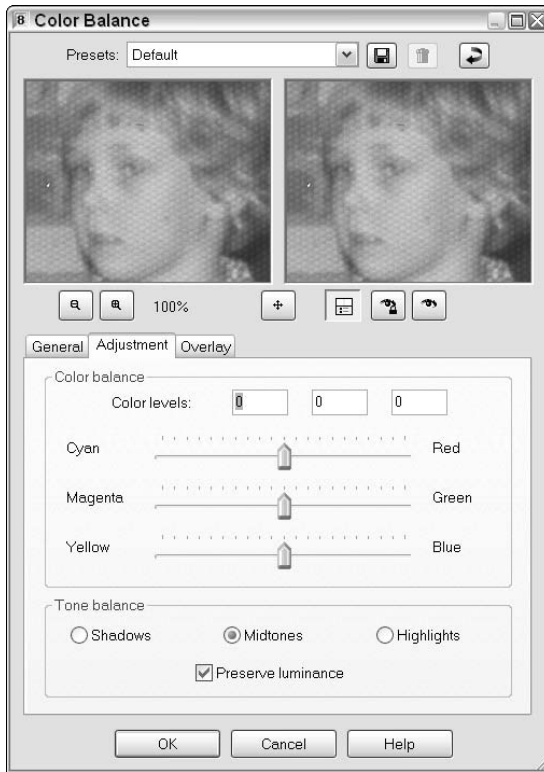 8 Color Balance
Presets: Default
100%
General Adjustment Overlay
Color balance
Color levels: 0 0 0
Cyan Red
Magenta Green
Yellow Blue
Tone balance
Shadows Midtones Highlights
Preserve luminance
OK Cancel Help